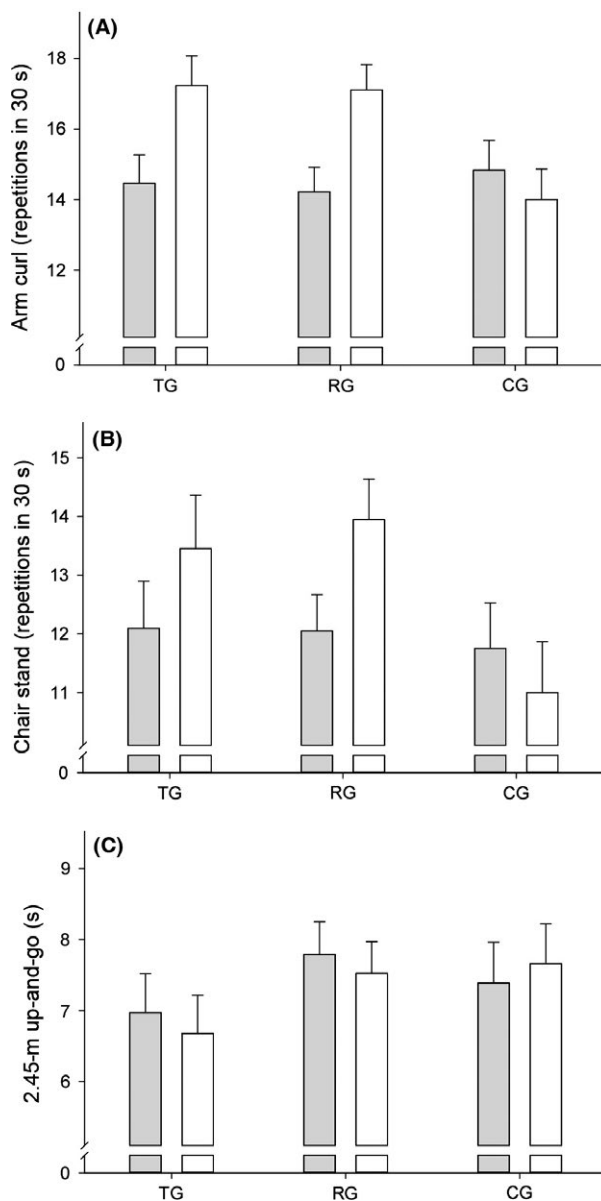 (A)
Arm curl (repetitions in 30 s)
18
16
14
12
0
TG RG CG
(B)
Chair stand (repetitions in 30 s)
15
14
13
12
11
0
TG RG CG
(C)
2.45-m up-and-go (s)
9
8
7
6
0
TG RG CG